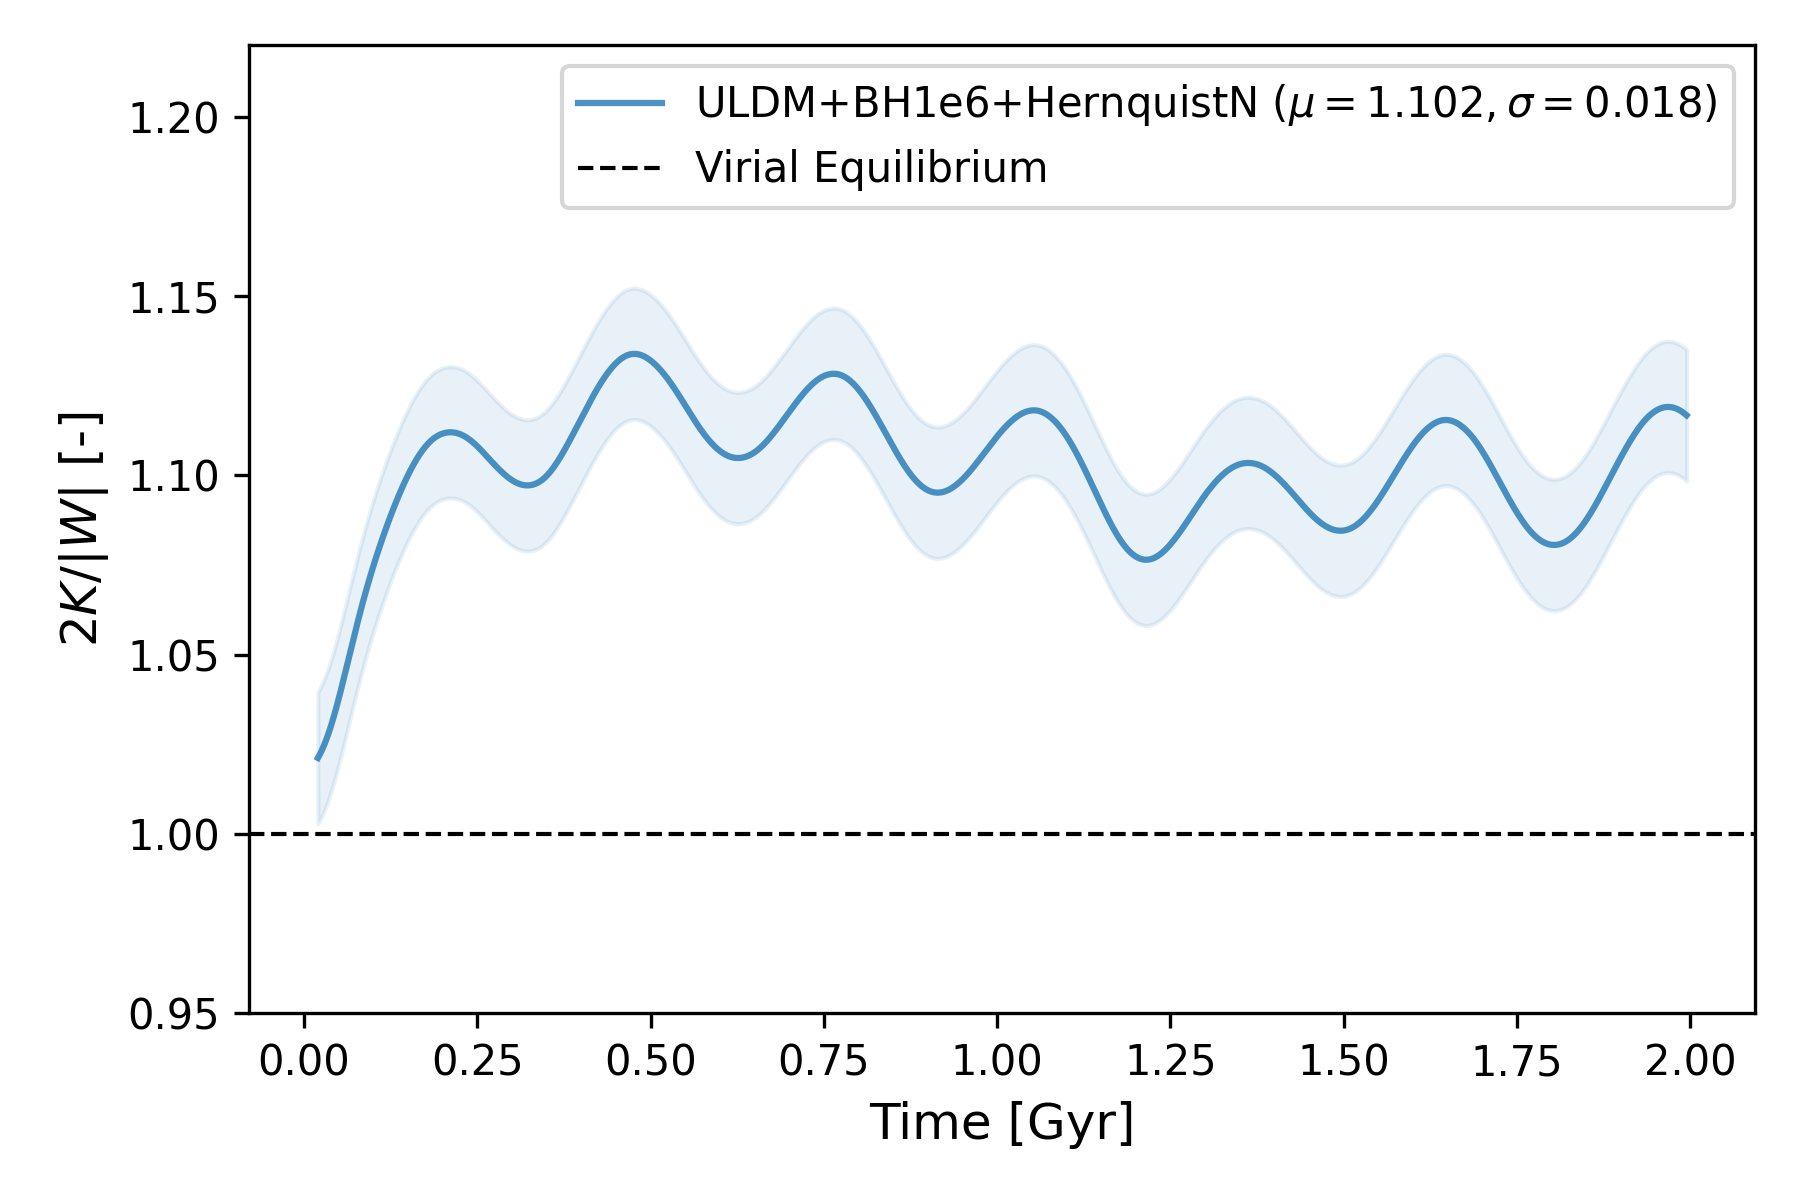 ULDM+BH1e6+HernquistN (μ = 1.102, σ = 0.018)
Virial Equilibrium
2K/|W| [-]
1.20
1.15
1.10
1.05
1.00
0.95
0.00 0.25 0.50 0.75 1.00 1.25 1.50 1.75 2.00
Time [Gyr]